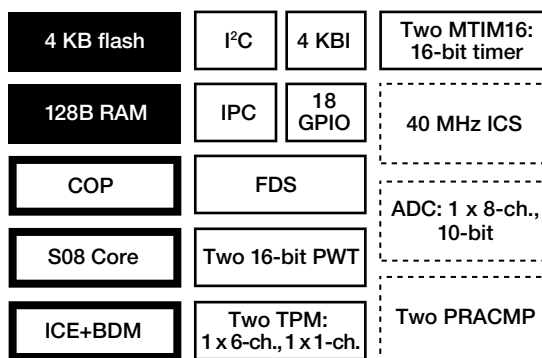 4 KB flash
128B RAM
COP
S08 Core
ICE+BDM
I²C
4 KBI
IPC
18
GPIO
FDS
Two 16-bit PWT
Two TPM:
1 x 6-ch., 1 x 1-ch.
Two MTIM16:
16-bit timer
40 MHz ICS
ADC: 1 x 8-ch.,
10-bit
Two PRACMP